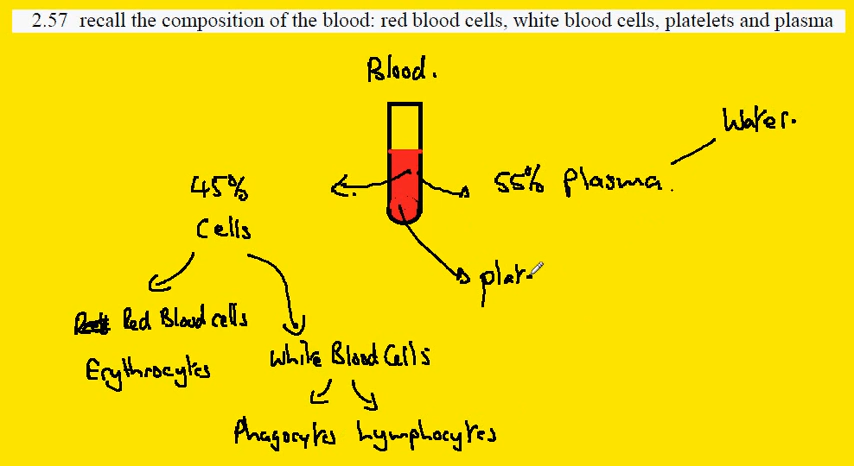 2.57 recall the composition of the blood: red blood cells, white blood cells, platelets and plasma
Blood.
Water.
45%
55% Plasma.
Cells
plat
Red Blood cells
White Blood Cells
Erythrocytes
Phagocytes Lymphocytes